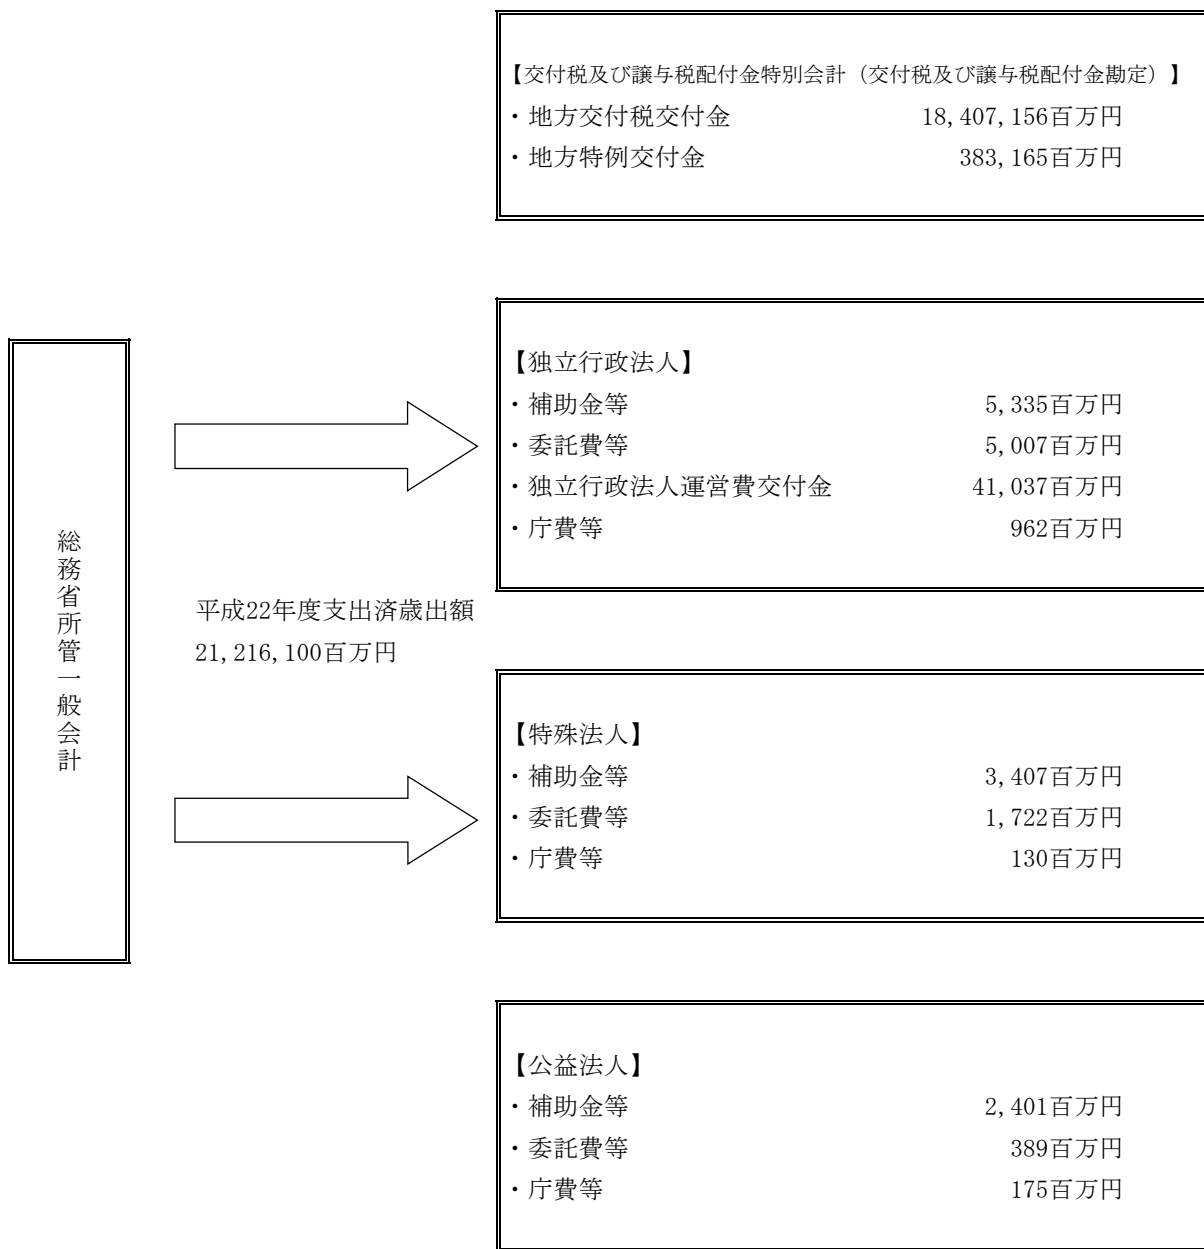 【交付税及び譲与税配付金特別会計（交付税及び譲与税配付金勘定）】
・地方交付税交付金 18,407,156百万円
・地方特例交付金 383,165百万円
総務省所管一般会計
平成22年度支出済歳出額
21,216,100百万円
【独立行政法人】
・補助金等 5,335百万円
・委託費等 5,007百万円
・独立行政法人運営費交付金 41,037百万円
・庁費等 962百万円
【特殊法人】
・補助金等 3,407百万円
・委託費等 1,722百万円
・庁費等 130百万円
【公益法人】
・補助金等 2,401百万円
・委託費等 389百万円
・庁費等 175百万円